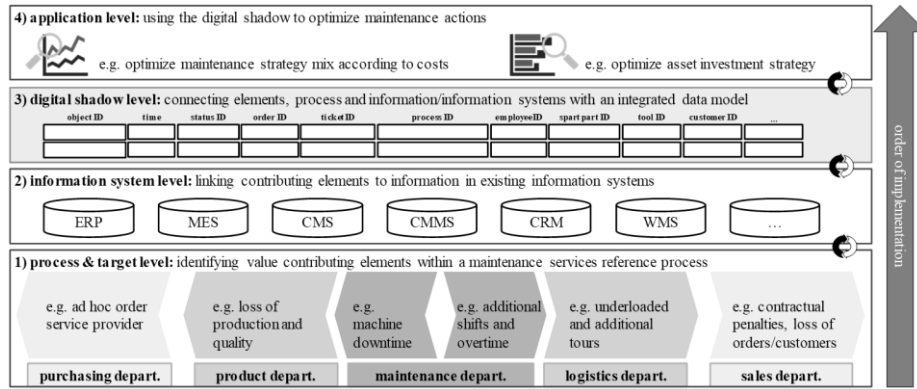 4) application level: using the digital shadow to optimize maintenance actions
e.g. optimize maintenance strategy mix according to costs
e.g. optimize asset investment strategy
3) digital shadow level: connecting elements, process and information/information systems with an integrated data model
object ID time status ID order ID ticket ID process ID employeeID spart part ID tool ID customer ID ...
2) information system level: linking contributing elements to information in existing information systems
ERP MES CMS CMMS CRM WMS …
1) process & target level: identifying value contributing elements within a maintenance services reference process
e.g. ad hoc order
service provider
e.g. loss of
production and
quality
e.g.
machine
downtime
e.g. additional
shifts and
overtime
e.g. underloaded
and additional
tours
e.g. contractual
penalties, loss of
orders/customers
purchasing depart. product depart. maintenance depart. logistics depart. sales depart.
order of implementation